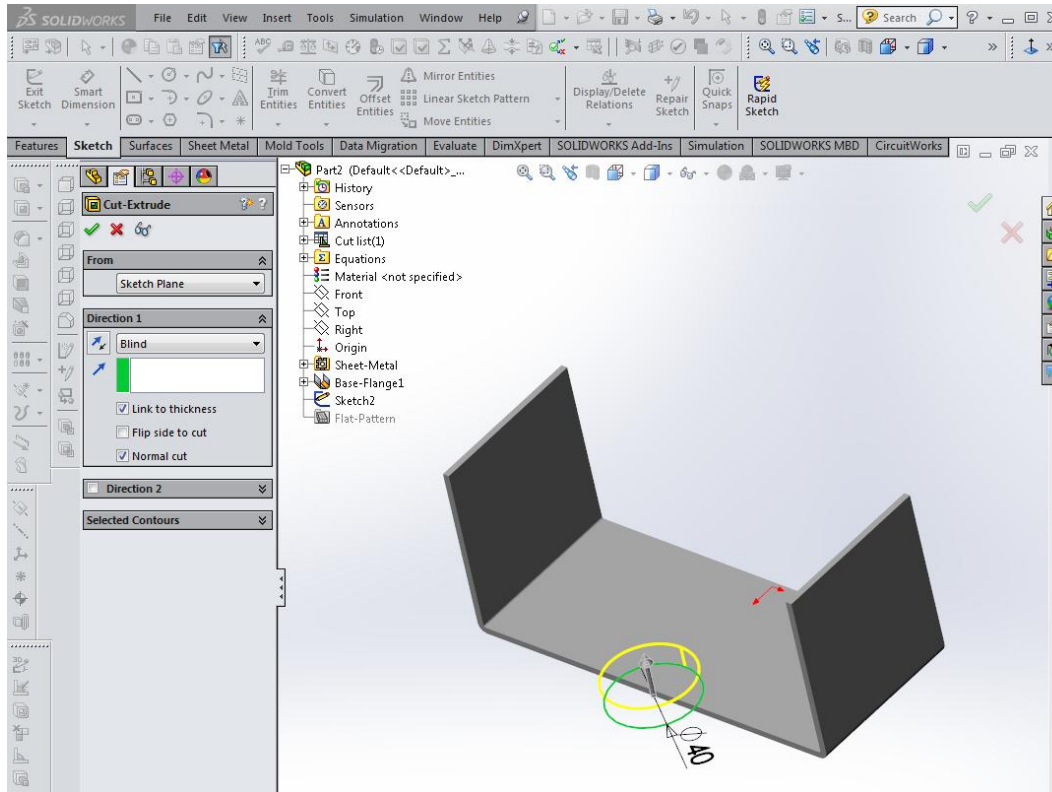 SOLIDWORKS File Edit View Insert Tools Simulation Window Help S... Search
Exit Sketch
Smart Dimension
Trim Entities
Convert Entities
Offset Entities
Mirror Entities
Linear Sketch Pattern
Move Entities
Display/Delete Relations
Repair Sketch
Quick Snaps
Rapid Sketch
Features Sketch Surfaces Sheet Metal Mold Tools Data Migration Evaluate DimXpert SOLIDWORKS Add-Ins Simulation SOLIDWORKS MBD CircuitWorks
Cut-Extrude
From
Sketch Plane
Direction 1
Blind
Link to thickness
Flip side to cut
Normal cut
Direction 2
Selected Contours
Part2 (Default<<Default>_...
History
Sensors
Annotations
Cut list(1)
Equations
Material <not specified>
Front
Top
Right
Origin
Sheet-Metal
Base-Flange1
Sketch2
Flat-Pattern
∅40